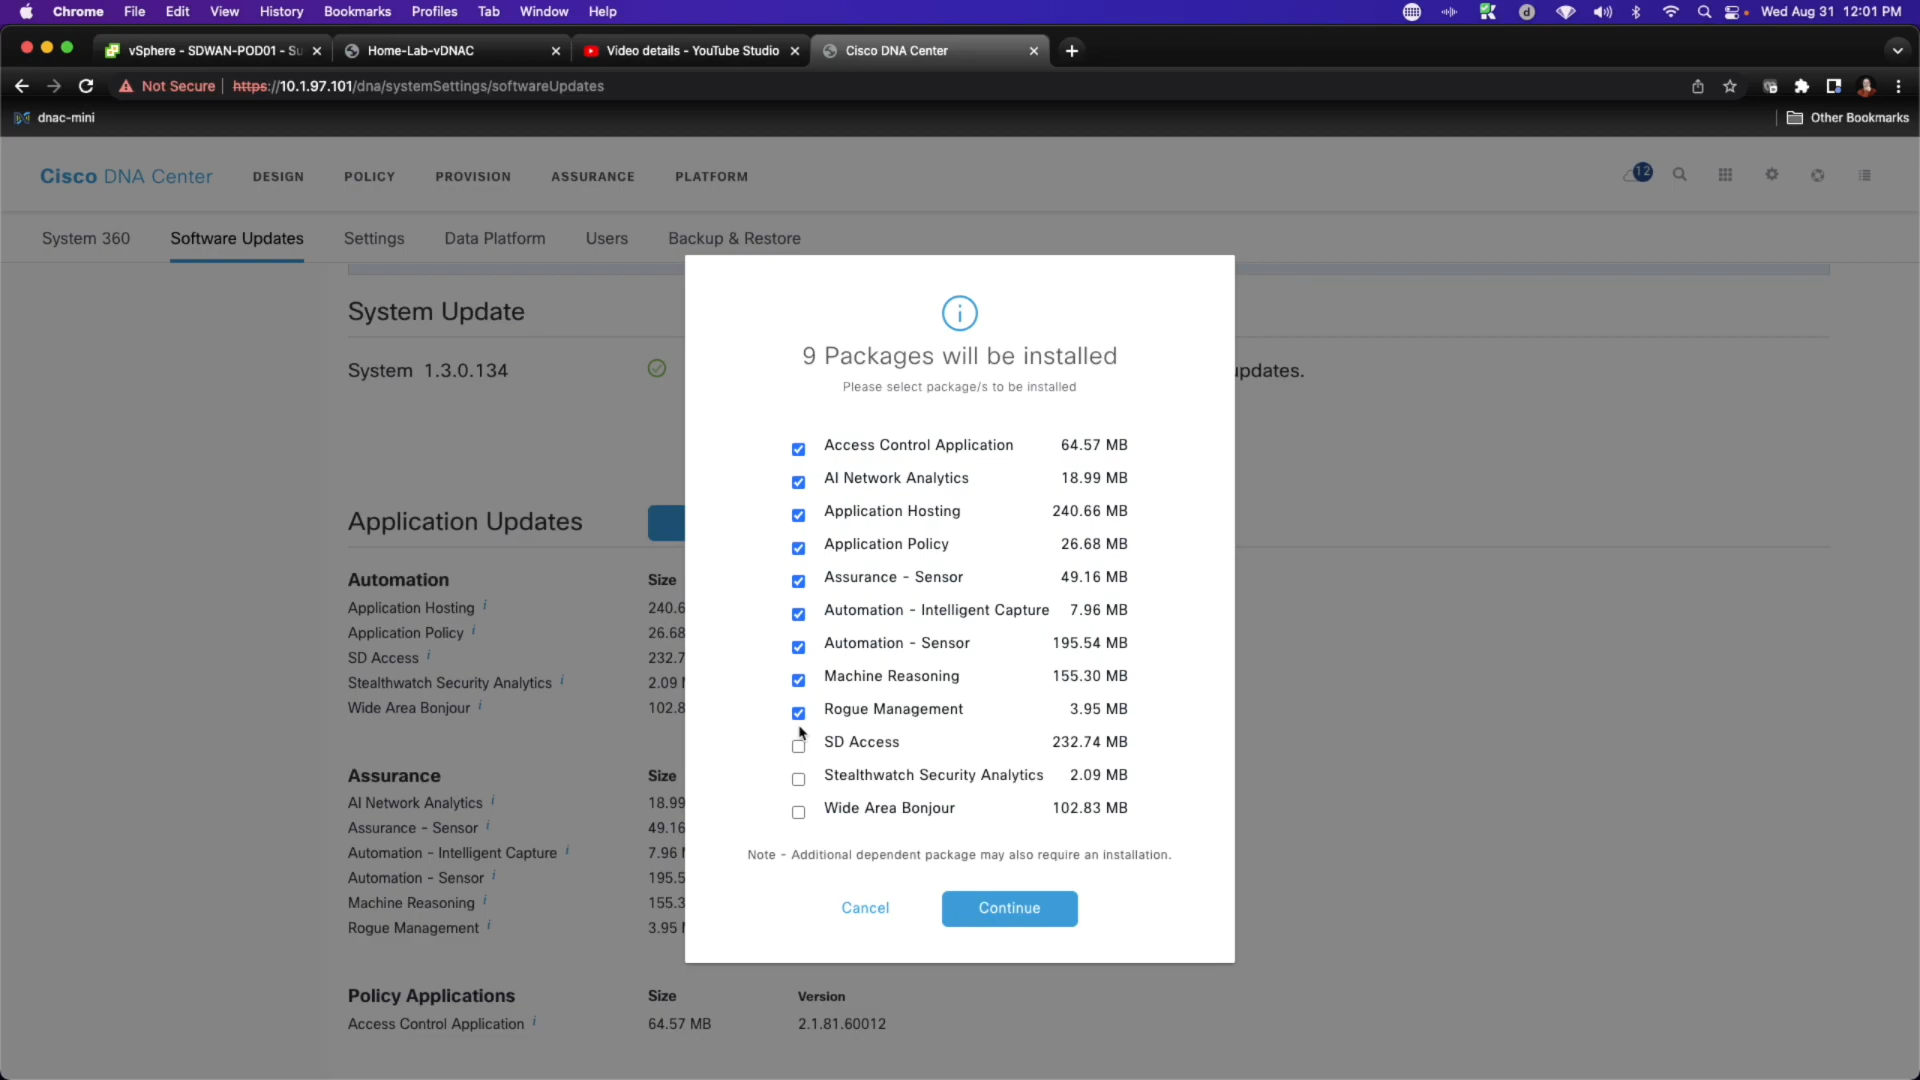 Chrome File Edit View History Bookmarks Profiles Tab Window Help Wed Aug 31 12:01 PM
vSphere - SDWAN-POD01 - Su Home-Lab-vDNAC Video details - YouTube Studio Cisco DNA Center
Not Secure https://10.1.97.101/dna/systemSettings/softwareUpdates
dnac-mini Other Bookmarks
Cisco DNA Center DESIGN POLICY PROVISION ASSURANCE PLATFORM 12
System 360 Software Updates Settings Data Platform Users Backup & Restore
System Update
System 1.3.0.134 updates.
Application Updates
Automation Size
Application Hosting i 240.6
Application Policy i 26.68
SD Access i 232.7
Stealthwatch Security Analytics i 2.09
Wide Area Bonjour i 102.8
Assurance Size
AI Network Analytics i 18.99
Assurance - Sensor i 49.16
Automation - Intelligent Capture i 7.96
Automation - Sensor i 195.5
Machine Reasoning i 155.3
Rogue Management i 3.95
Policy Applications Size Version
Access Control Application i 64.57 MB 2.1.81.60012
i
9 Packages will be installed
Please select package/s to be installed
Access Control Application 64.57 MB
AI Network Analytics 18.99 MB
Application Hosting 240.66 MB
Application Policy 26.68 MB
Assurance - Sensor 49.16 MB
Automation - Intelligent Capture 7.96 MB
Automation - Sensor 195.54 MB
Machine Reasoning 155.30 MB
Rogue Management 3.95 MB
SD Access 232.74 MB
Stealthwatch Security Analytics 2.09 MB
Wide Area Bonjour 102.83 MB
Note - Additional dependent package may also require an installation.
Cancel Continue